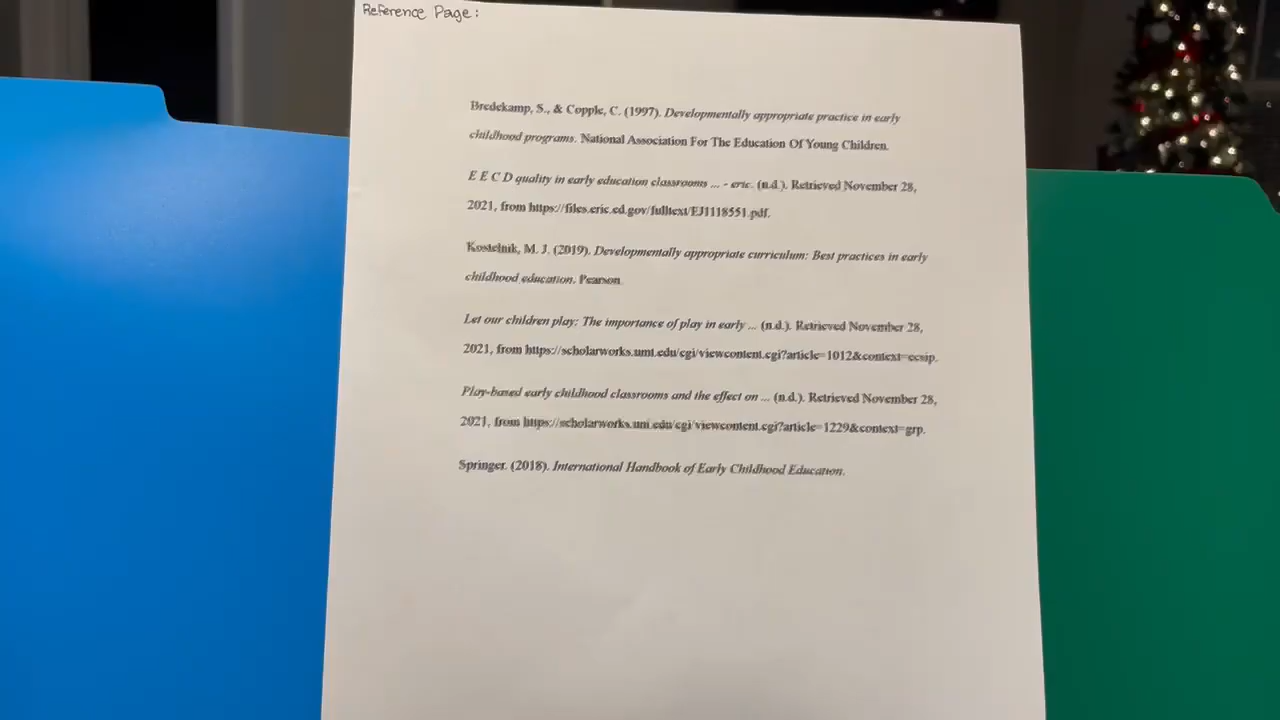 Reference Page:
Bredekamp, S., & Copple, C. (1997). Developmentally appropriate practice in early
childhood programs. National Association For The Education Of Young Children.
E E C D quality in early education classrooms ... - eric. (n.d.). Retrieved November 28,
2021, from https://files.eric.ed.gov/fulltext/EJ1118551.pdf.
Kostelnik, M. J. (2019). Developmentally appropriate curriculum: Best practices in early
childhood education. Pearson.
Let our children play: The importance of play in early ... (n.d.). Retrieved November 28,
2021, from https://scholarworks.umt.edu/cgi/viewcontent.cgi?article=1012&context=ecsip.
Play-based early childhood classrooms and the effect on ... (n.d.). Retrieved November 28,
2021, from https://scholarworks.uni.edu/cgi/viewcontent.cgi?article=1229&context=grp.
Springer. (2018). International Handbook of Early Childhood Education.